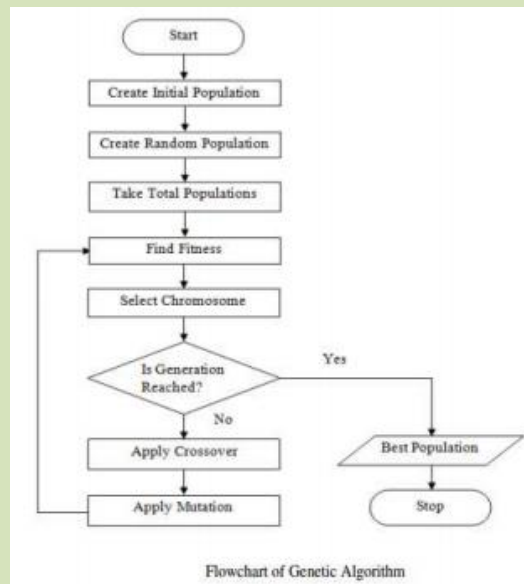 Start
Create Initial Population
Create Random Population
Take Total Populations
Find Fitness
Select Chromosome
Is Generation
Reached?
Yes
No
Apply Crossover
Best Population
Apply Mutation
Stop
Flowchart of Genetic Algorithm